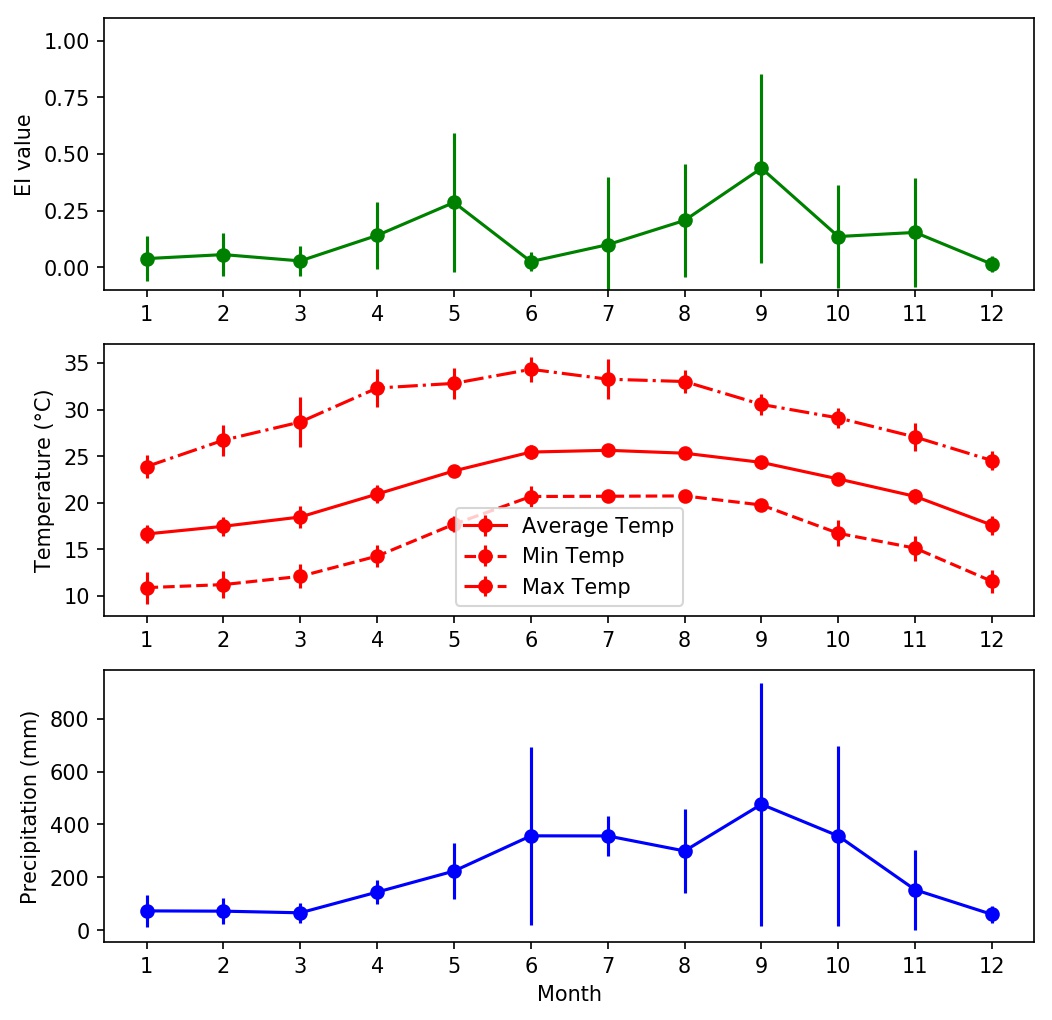 EI value
1.00
0.75
0.50
0.25
0.00
1 2 3 4 5 6 7 8 9 10 11 12
Temperature (°C)
35
30
25
20
15
10
Average Temp
Min Temp
Max Temp
1 2 3 4 5 6 7 8 9 10 11 12
Precipitation (mm)
800
600
400
200
0
1 2 3 4 5 6 7 8 9 10 11 12
Month